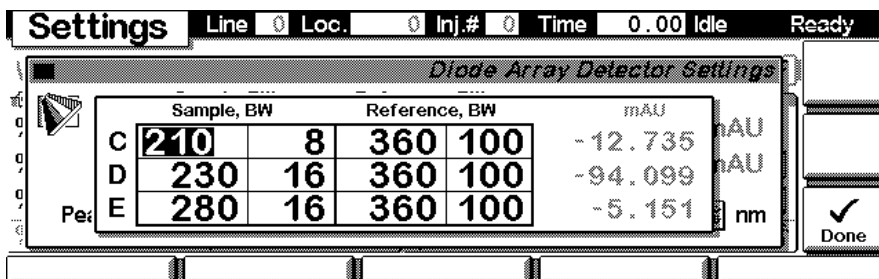 Settings Line 0 Loc. 0 Inj.# 0 Time 0.00 Idle Ready
Diode Array Detector Settings
Sample, BW Reference, BW mAU
C 210 8 360 100 -12.735 mAU
D 230 16 360 100 -94.099 mAU
E 280 16 360 100 -5.151
nm
Done